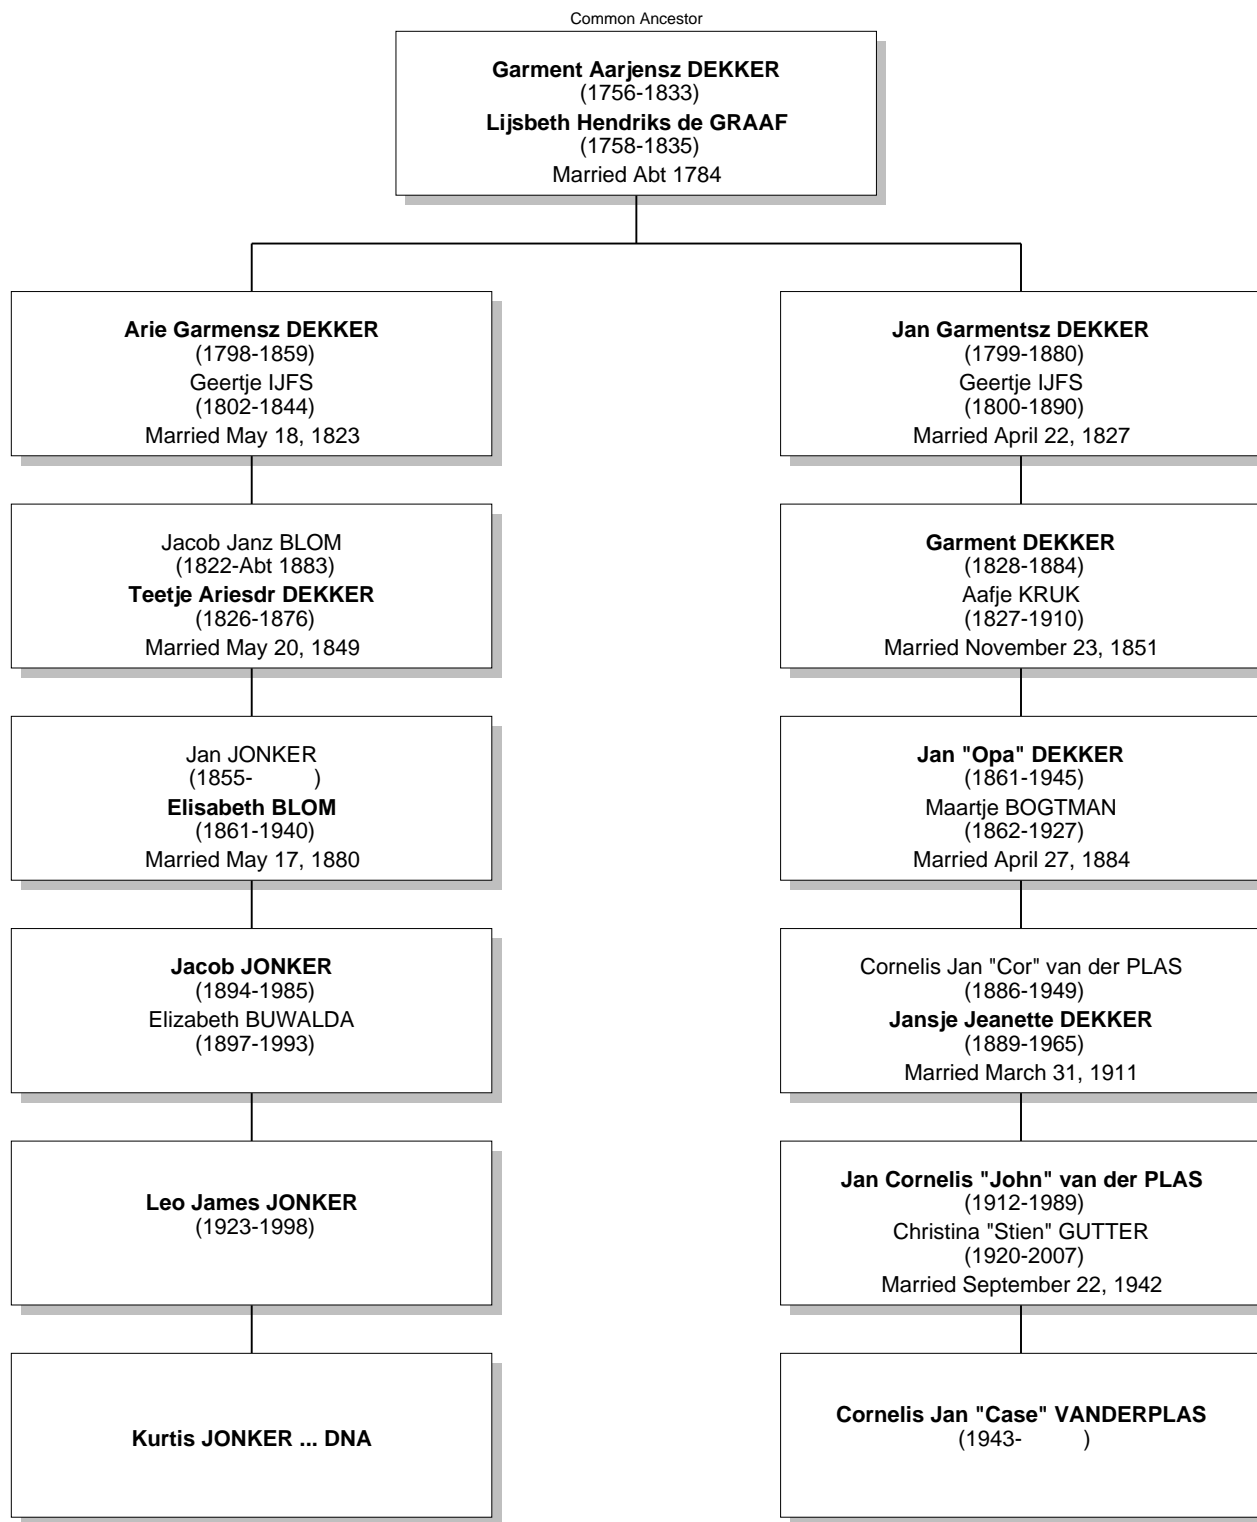 Common Ancestor
Garment Aarjensz DEKKER
(1756-1833)
Lijsbeth Hendriks de GRAAF
(1758-1835)
Married Abt 1784
Arie Garmensz DEKKER
(1798-1859)
Geertje IJFS
(1802-1844)
Married May 18, 1823
Jan Garmentsz DEKKER
(1799-1880)
Geertje IJFS
(1800-1890)
Married April 22, 1827
Jacob Janz BLOM
(1822-Abt 1883)
Teetje Ariesdr DEKKER
(1826-1876)
Married May 20, 1849
Garment DEKKER
(1828-1884)
Aafje KRUK
(1827-1910)
Married November 23, 1851
Jan JONKER
(1855-          )
Elisabeth BLOM
(1861-1940)
Married May 17, 1880
Jan "Opa" DEKKER
(1861-1945)
Maartje BOGTMAN
(1862-1927)
Married April 27, 1884
Jacob JONKER
(1894-1985)
Elizabeth BUWALDA
(1897-1993)
Cornelis Jan "Cor" van der PLAS
(1886-1949)
Jansje Jeanette DEKKER
(1889-1965)
Married March 31, 1911
Leo James JONKER
(1923-1998)
Jan Cornelis "John" van der PLAS
(1912-1989)
Christina "Stien" GUTTER
(1920-2007)
Married September 22, 1942
Kurtis JONKER ... DNA
Cornelis Jan "Case" VANDERPLAS
(1943-          )